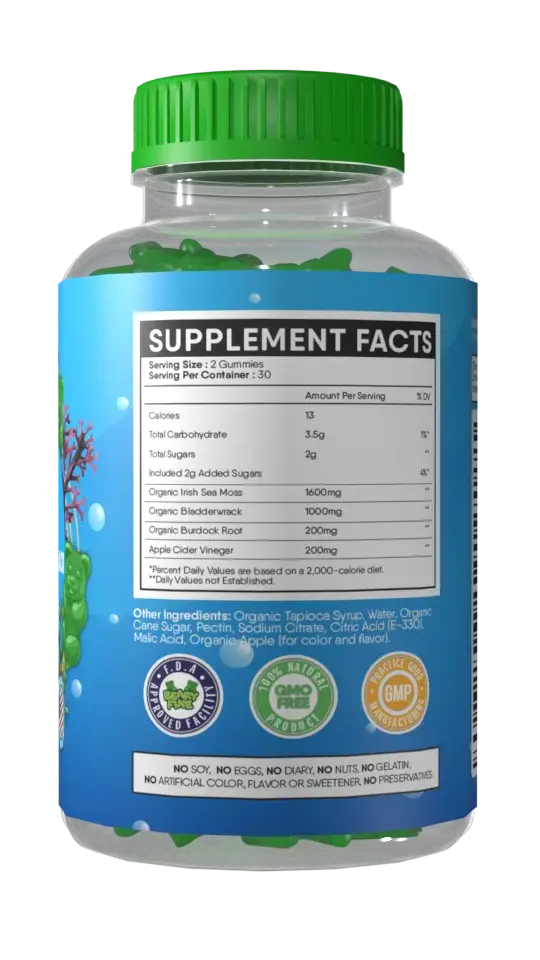 SUPPLEMENT FACTS
Serving Size : 2 Gummies
Serving Per Container : 30
Amount Per Serving % DV
Calories 13
Total Carbohydrate 3.5g 1%*
Total Sugars 2g **
Included 2g Added Sugars 4%*
Organic Irish Sea Moss 1600mg **
Organic Bladderwrack 1000mg **
Organic Burdock Root 200mg **
Apple Cider Vinegar 200mg **
*Percent Daily Values are based on a 2,000-calorie diet.
**Daily Values not Established.
Other Ingredients: Organic Tapioca Syrup, Water, Organic
Cane Sugar, Pectin, Sodium Citrate, Citric Acid (E-330),
Malic Acid, Organic Apple (for color and flavor).
F.D.A
BEARY FINE
APPROVED FACILITY
100% NATURAL
GMO
FREE
PRODUCT
PRACTICE GOOD
GMP
MANUFACTURING
NO SOY, NO EGGS, NO DIARY, NO NUTS, NO GELATIN,
NO ARTIFICIAL COLOR, FLAVOR OR SWEETENER, NO PRESERVATIVES